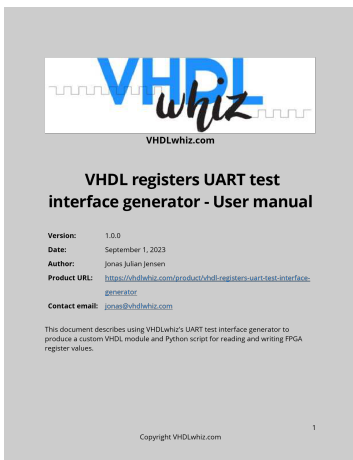 VHDL
whiz
VHDLwhiz.com
VHDL registers UART test
interface generator - User manual
Version: 1.0.0
Date: September 1, 2023
Author: Jonas Julian Jensen
Product URL: https://vhdlwhiz.com/product/vhdl-registers-uart-test-interface-
generator
Contact email: jonas@vhdlwhiz.com
This document describes using VHDLwhiz's UART test interface generator to
produce a custom VHDL module and Python script for reading and writing FPGA
register values.
1
Copyright VHDLwhiz.com